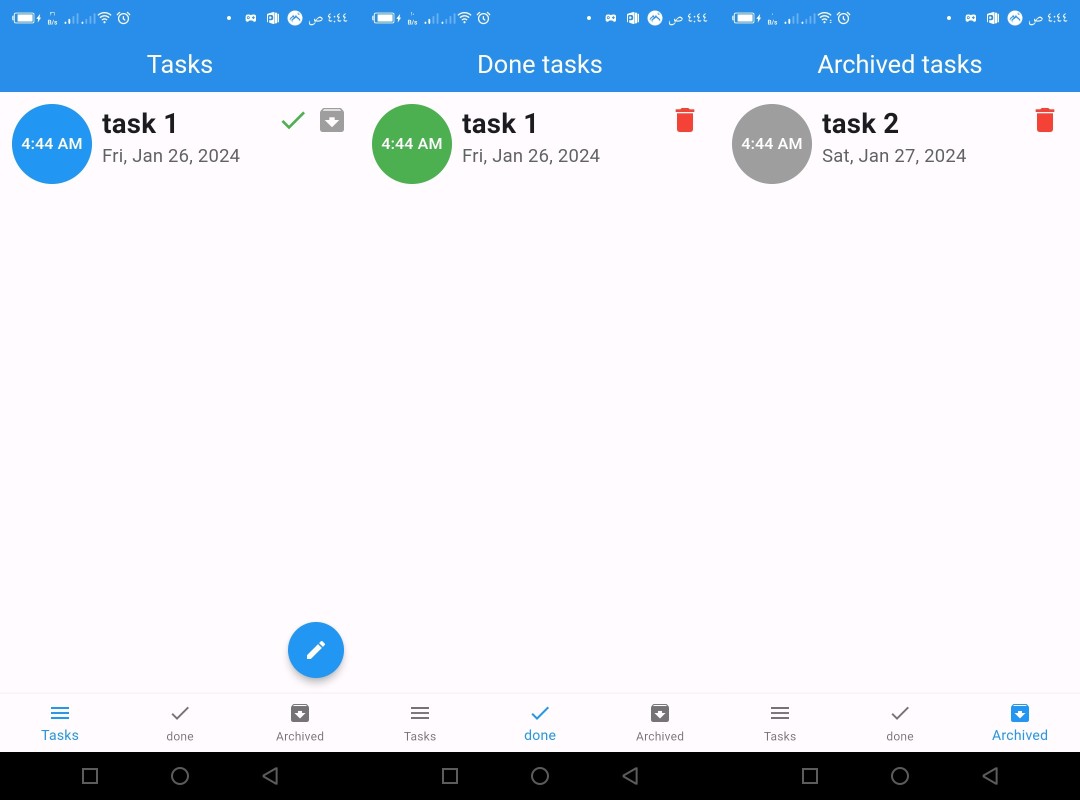 ٤:٤٤ ص
Tasks
4:44 AM
task 1
Fri, Jan 26, 2024
Tasks
done
Archived
٤:٤٤ ص
Done tasks
4:44 AM
task 1
Fri, Jan 26, 2024
Tasks
done
Archived
٤:٤٤ ص
Archived tasks
4:44 AM
task 2
Sat, Jan 27, 2024
Tasks
done
Archived